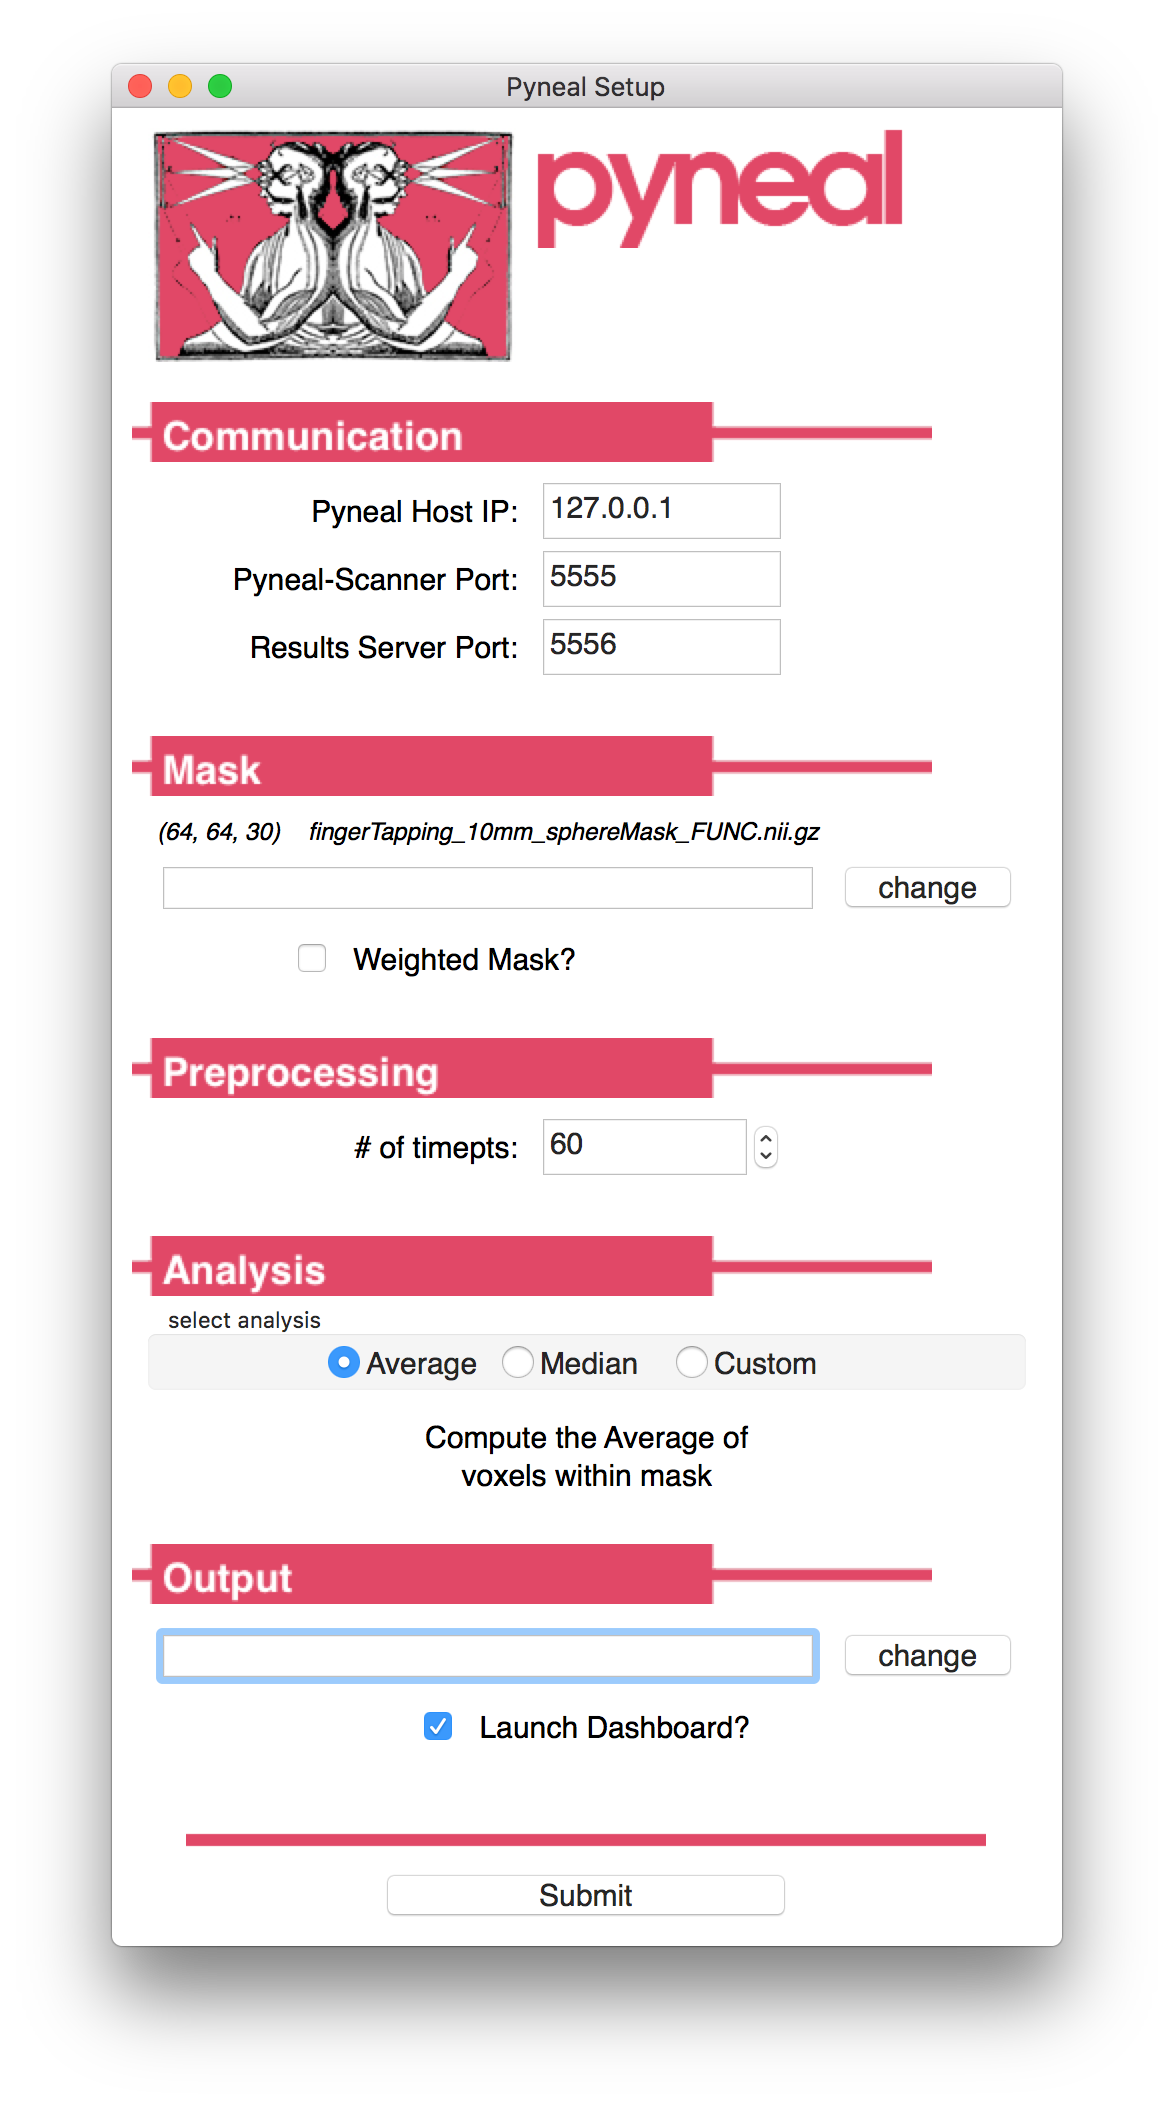 Pyneal Setup
pyneal
Communication
Pyneal Host IP: 127.0.0.1
Pyneal-Scanner Port: 5555
Results Server Port: 5556
Mask
(64, 64, 30) fingerTapping_10mm_sphereMask_FUNC.nii.gz
change
Weighted Mask?
Preprocessing
# of timepts: 60
Analysis
select analysis
Average Median Custom
Compute the Average of
voxels within mask
Output
change
Launch Dashboard?
Submit